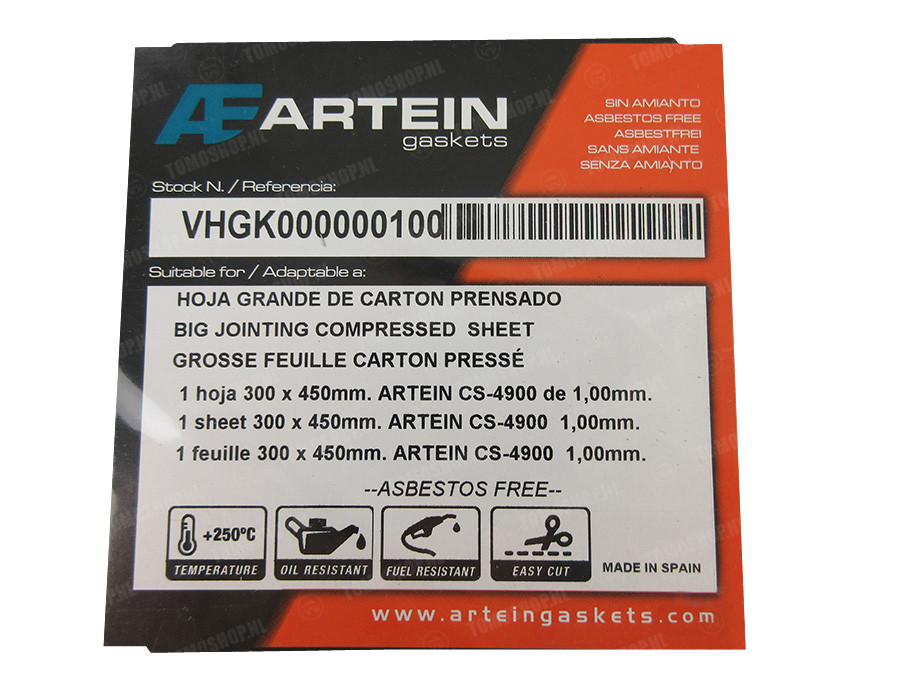 ARTEIN
gaskets
SIN AMIANTO
ASBESTOS FREE
ASBESTFREI
SANS AMIANTE
SENZA AMIANTO
Stock N. / Referencia:
VHGK000000100
Suitable for / Adaptable a:
HOJA GRANDE DE CARTON PRENSADO
BIG JOINTING COMPRESSED SHEET
GROSSE FEUILLE CARTON PRESSÉ
1 hoja 300 x 450mm. ARTEIN CS-4900 de 1,00mm.
1 sheet 300 x 450mm. ARTEIN CS-4900 1,00mm.
1 feuille 300 x 450mm. ARTEIN CS-4900 1,00mm.
--ASBESTOS FREE--
+250ºC
TEMPERATURE
OIL RESISTANT
FUEL RESISTANT
EASY CUT
MADE IN SPAIN
www.arteingaskets.com
TOMOSHOP.NL